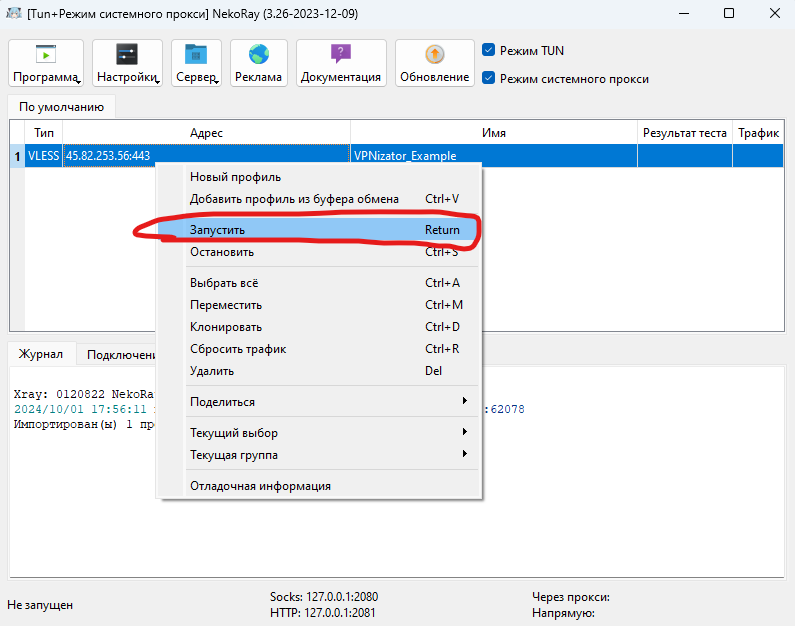 [Tun+Режим системного прокси] NekoRay (3.26-2023-12-09)
Программа Настройки Сервер Реклама Документация Обновление
Режим TUN
Режим системного прокси
По умолчанию
Тип Адрес Имя Результат теста Трафик
1 VLESS 45.82.253.56:443 VPNizator_Example
Новый профиль
Добавить профиль из буфера обмена Ctrl+V
Запустить Return
Остановить Ctrl+S
Выбрать всё Ctrl+A
Переместить Ctrl+M
Клонировать Ctrl+D
Сбросить трафик Ctrl+R
Удалить Del
Поделиться
Текущий выбор
Текущая группа
Отладочная информация
Журнал Подключени
Xray: 0120822 NekoRay
2024/10/01 17:56:11 :62078
Импортирован(ы) 1 пр
Не запущен
Socks: 127.0.0.1:2080
HTTP: 127.0.0.1:2081
Через прокси:
Напрямую: